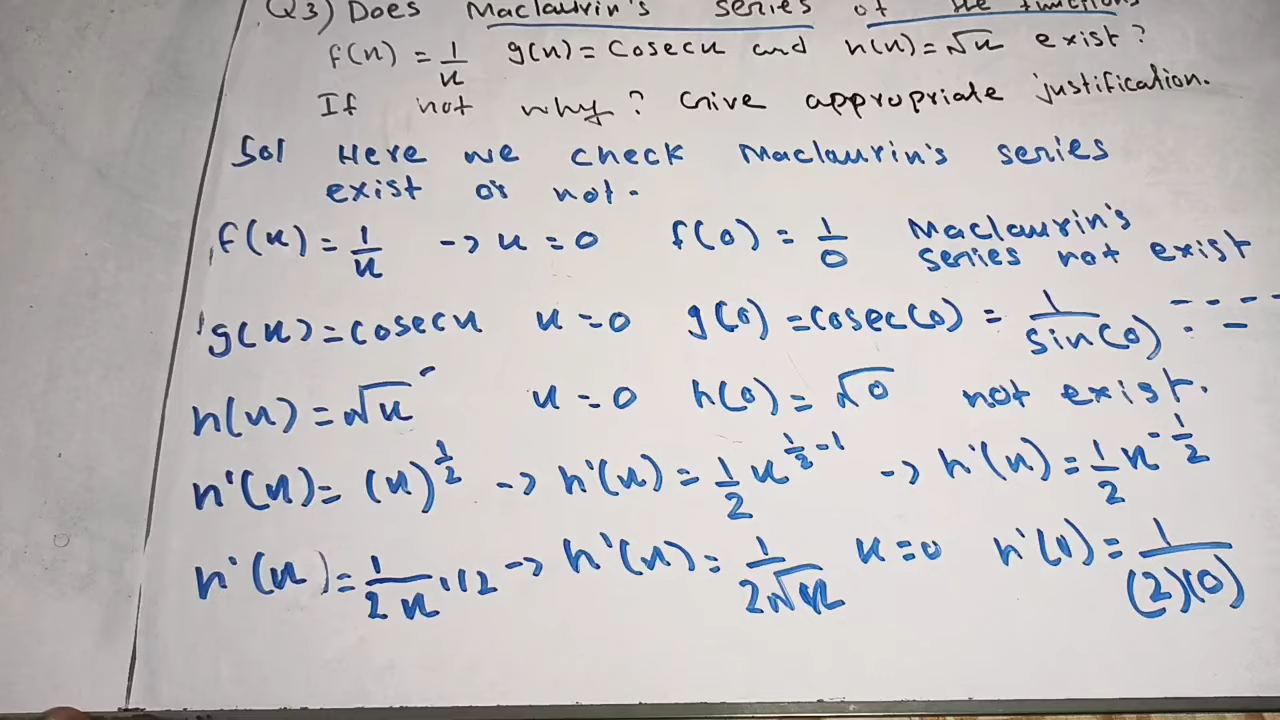 Q3) Does Maclaurin's series of the functions
f(x) = 1/x g(x) = Cosecx and h(x) = √x exist?
If not why? Give appropriate justification.
Sol Here we check Maclaurin's series
exist or not.
f(x) = 1/x -> x = 0 f(0) = 1/0 Maclaurin's
series not exist
g(x) = cosecx x = 0 g(0) = cosec(0) = 1/sin(0)
h(x) = √x x = 0 h(0) = √0 not exist.
h'(x) = (x)^1/2 -> h'(x) = 1/2 x^(1/2 - 1) -> h'(x) = 1/2 x^-1/2
h'(x) = 1/2x^1/2 -> h'(x) = 1/2√x x = 0 h'(0) = 1/(2)(0)